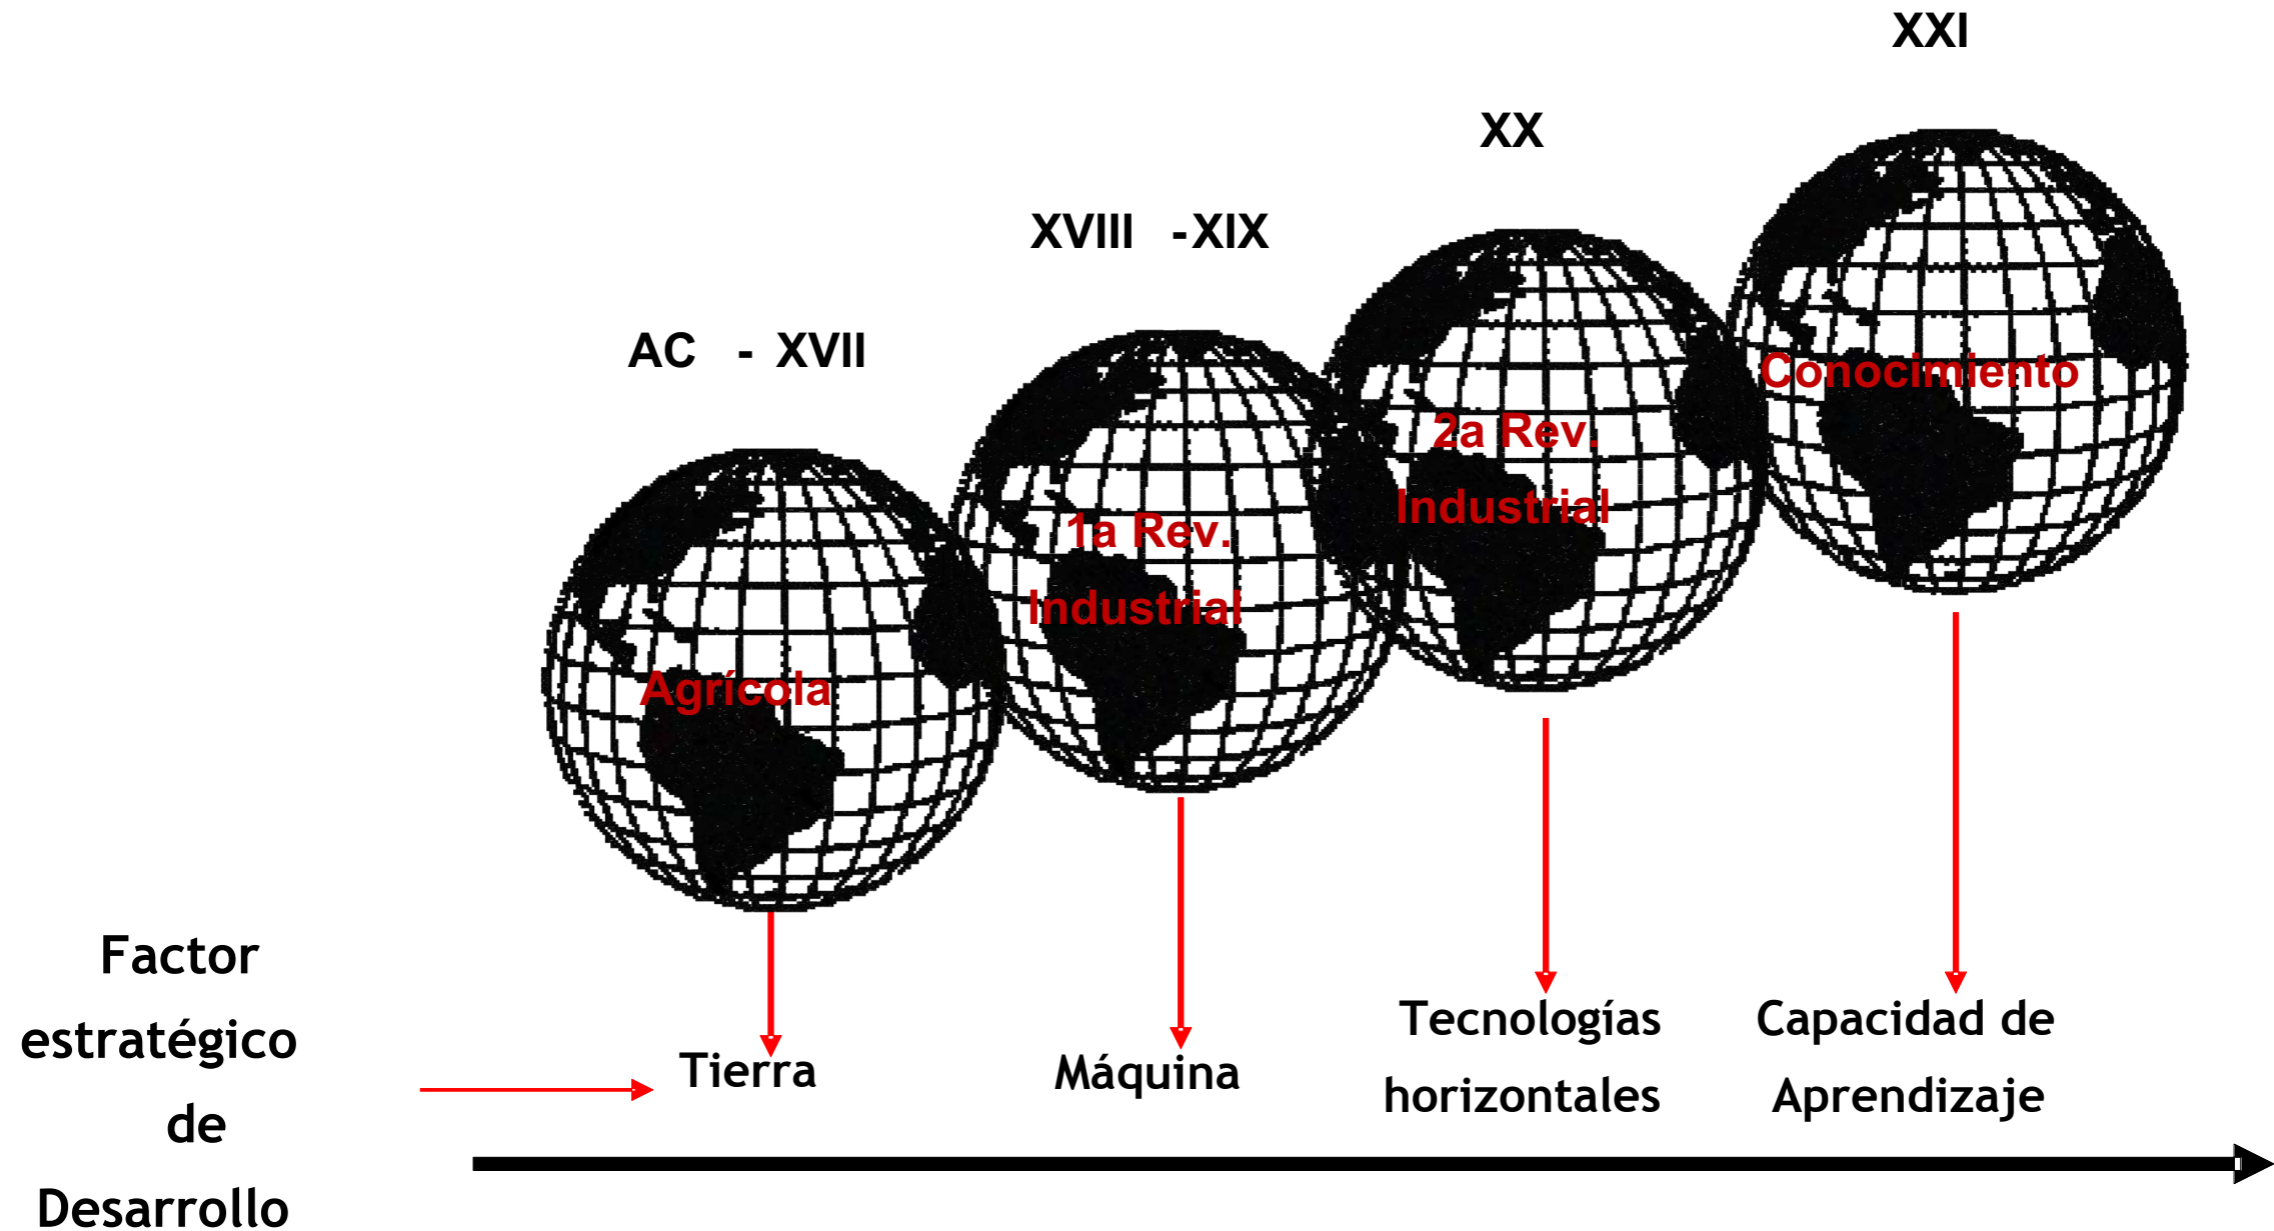 XXI
XX
XVIII - XIX
AC - XVII
Conocimiento
2a Rev.
Industrial
1a Rev.
Industrial
Agrícola
Factor
estratégico
de
Desarrollo
Tierra
Máquina
Tecnologías
horizontales
Capacidad de
Aprendizaje